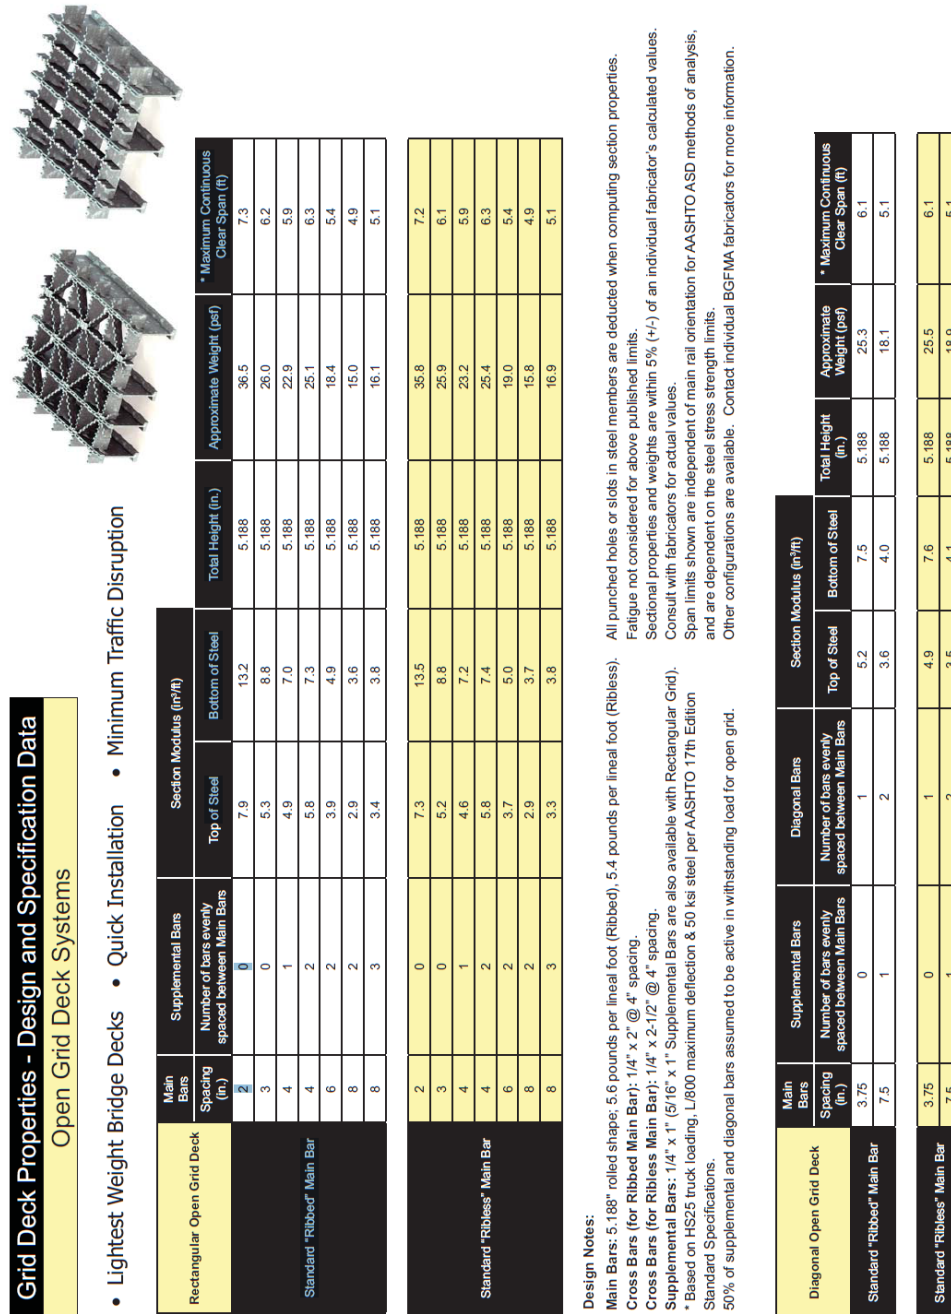 Grid Deck Properties - Design and Specification Data
Open Grid Deck Systems
• Lightest Weight Bridge Decks • Quick Installation • Minimum Traffic Disruption
Rectangular Open Grid Deck
Main Bars
Supplemental Bars
Section Modulus (in³/ft)
Total Height (in.)
Approximate Weight (psf)
* Maximum Continuous Clear Span (ft)
Spacing (in.)
Number of bars evenly spaced between Main Bars
Top of Steel
Bottom of Steel
Standard "Ribbed" Main Bar
2 0 7.9 13.2 5.188 36.5 7.3
3 0 5.3 8.8 5.188 26.0 6.2
4 1 4.9 7.0 5.188 22.9 5.9
4 2 5.8 7.3 5.188 25.1 6.3
6 2 3.9 4.9 5.188 18.4 5.4
8 2 2.9 3.6 5.188 15.0 4.9
8 3 3.4 3.8 5.188 16.1 5.1
Standard "Ribless" Main Bar
2 0 7.3 13.5 5.188 35.8 7.2
3 0 5.2 8.8 5.188 25.9 6.1
4 1 4.6 7.2 5.188 23.2 5.9
4 2 5.8 7.4 5.188 25.4 6.3
6 2 3.7 5.0 5.188 19.0 5.4
8 2 2.9 3.7 5.188 15.8 4.9
8 3 3.3 3.8 5.188 16.9 5.1
Design Notes:
Main Bars: 5.188" rolled shape; 5.6 pounds per lineal foot (Ribbed), 5.4 pounds per lineal foot (Ribless).
Cross Bars (for Ribbed Main Bar): 1/4" x 2" @ 4" spacing.
Cross Bars (for Ribless Main Bar): 1/4" x 2-1/2" @ 4" spacing.
Supplemental Bars: 1/4" x 1" (5/16" x 1" Supplemental Bars are also available with Rectangular Grid).
* Based on HS25 truck loading, L/800 maximum deflection & 50 ksi steel per AASHTO 17th Edition
Standard Specifications.
50% of supplemental and diagonal bars assumed to be active in withstanding load for open grid.
All punched holes or slots in steel members are deducted when computing section properties.
Fatigue not considered for above published limits.
Sectional properties and weights are within 5% (+/-) of an individual fabricator's calculated values.
Consult with fabricators for actual values.
Span limits shown are independent of main rail orientation for AASHTO ASD methods of analysis,
and are dependent on the steel stress strength limits.
Other configurations are available. Contact individual BGFMA fabricators for more information.
Diagonal Open Grid Deck
Main Bars
Supplemental Bars
Diagonal Bars
Section Modulus (in³/ft)
Total Height (in.)
Approximate Weight (psf)
* Maximum Continuous Clear Span (ft)
Spacing (in.)
Number of bars evenly spaced between Main Bars
Number of bars evenly spaced between Main Bars
Top of Steel
Bottom of Steel
Standard "Ribbed" Main Bar
3.75 0 1 5.2 7.5 5.188 25.3 6.1
7.5 1 2 3.6 4.0 5.188 18.1 5.1
Standard "Ribless" Main Bar
3.75 0 1 4.9 7.6 5.188 25.5 6.1
7.5 1 2 3.5 4.1 5.188 18.9 5.1